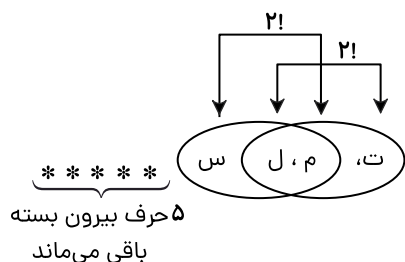 ۲!
۲!
س ل ، م ،ت
* * * * *
۵حرف بیرون بسته
باقی می‌ماند